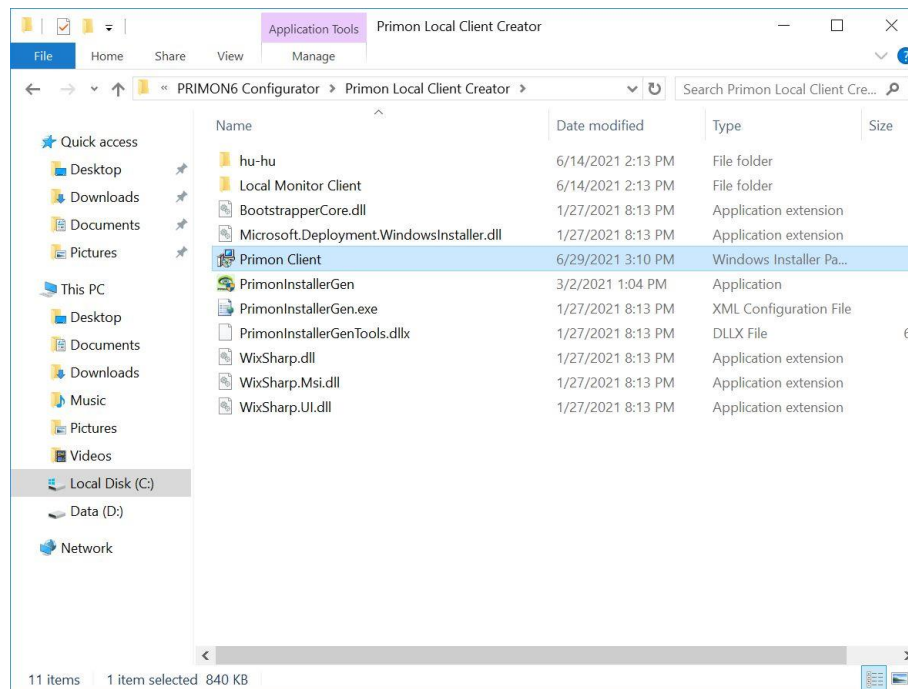 Application Tools Primon Local Client Creator
File Home Share View Manage
« PRIMON6 Configurator > Primon Local Client Creator > Search Primon Local Client Cre...
Name Date modified Type Size
Quick access
Desktop
Downloads
Documents
Pictures
This PC
Desktop
Documents
Downloads
Music
Pictures
Videos
Local Disk (C:)
Data (D:)
Network
hu-hu 6/14/2021 2:13 PM File folder
Local Monitor Client 6/14/2021 2:13 PM File folder
BootstrapperCore.dll 1/27/2021 8:13 PM Application extension
Microsoft.Deployment.WindowsInstaller.dll 1/27/2021 8:13 PM Application extension
Primon Client 6/29/2021 3:10 PM Windows Installer Pa...
PrimonInstallerGen 3/2/2021 1:04 PM Application
PrimonInstallerGen.exe 1/27/2021 8:13 PM XML Configuration File
PrimonInstallerGenTools.dllx 1/27/2021 8:13 PM DLLX File 6
WixSharp.dll 1/27/2021 8:13 PM Application extension
WixSharp.Msi.dll 1/27/2021 8:13 PM Application extension
WixSharp.UI.dll 1/27/2021 8:13 PM Application extension
11 items 1 item selected 840 KB